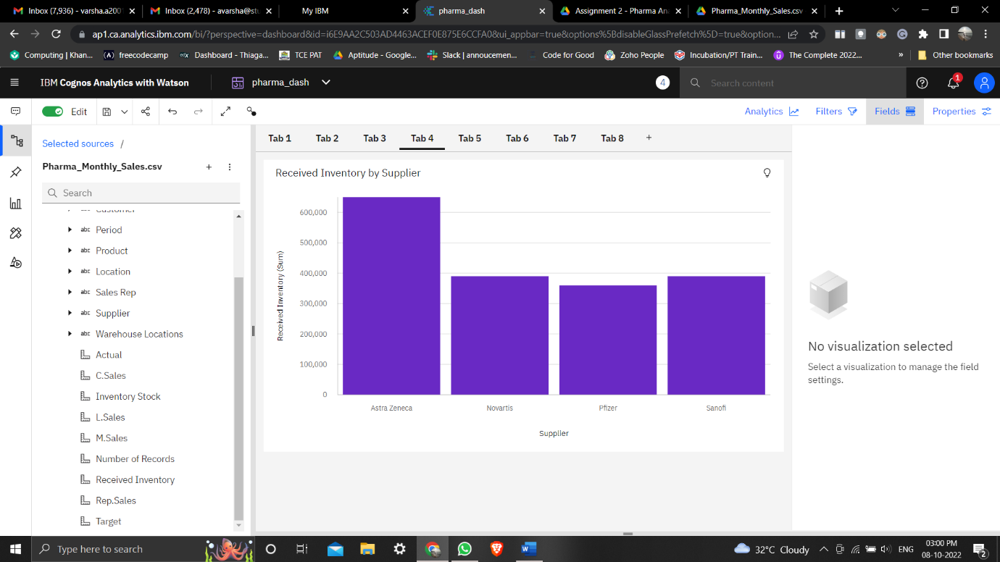 Inbox (7,936) - varsha.a200
Inbox (2,478) - avarsha@stu
My IBM
pharma_dash
Assignment 2 - Pharma An
Pharma_Monthly_Sales.csv
ap1.ca.analytics.ibm.com/bi/?perspective=dashboard&id=i6E9AA2C503AD4463ACEF0E875E6CCFA0&ui_appbar=true&options%5BdisableGlassPrefetch%5D=true&option...
Computing | Khan...
freecodecamp
Dashboard - Thiaga...
TCE PAT
Aptitude - Google...
Slack | annoucemen...
Code for Good
Zoho People
Incubation/PT Train...
The Complete 2022...
»
Other bookmarks
IBM Cognos Analytics with Watson
pharma_dash
4
Search content
1
Edit
Analytics
Filters
Fields
Properties
Selected sources /
Tab 1
Tab 2
Tab 3
Tab 4
Tab 5
Tab 6
Tab 7
Tab 8
+
Pharma_Monthly_Sales.csv
Search
abc Customer
abc Period
abc Product
abc Location
abc Sales Rep
abc Supplier
abc Warehouse Locations
Actual
C.Sales
Inventory Stock
L.Sales
M.Sales
Number of Records
Received Inventory
Rep.Sales
Target
Received Inventory by Supplier
Received Inventory (Sum)
600,000
500,000
400,000
300,000
200,000
100,000
0
Astra Zeneca
Novartis
Pfizer
Sanofi
Supplier
No visualization selected
Select a visualization to manage the field
settings.
Type here to search
32°C Cloudy
ENG
03:00 PM
08-10-2022
2